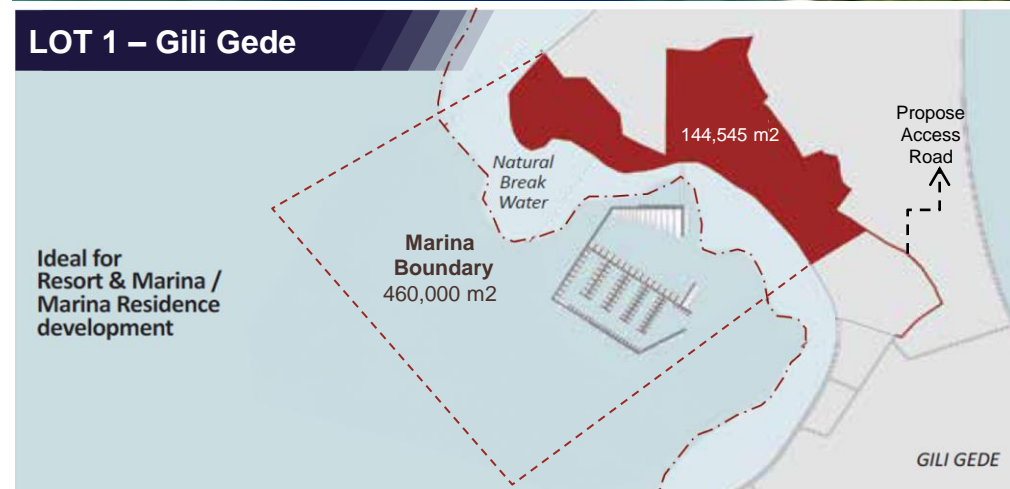 LOT 1 – Gili Gede
144,545 m2
Propose
Access
Road
Natural
Break
Water
Marina
Boundary
460,000 m2
Ideal for
Resort & Marina /
Marina Residence
development
GILI GEDE